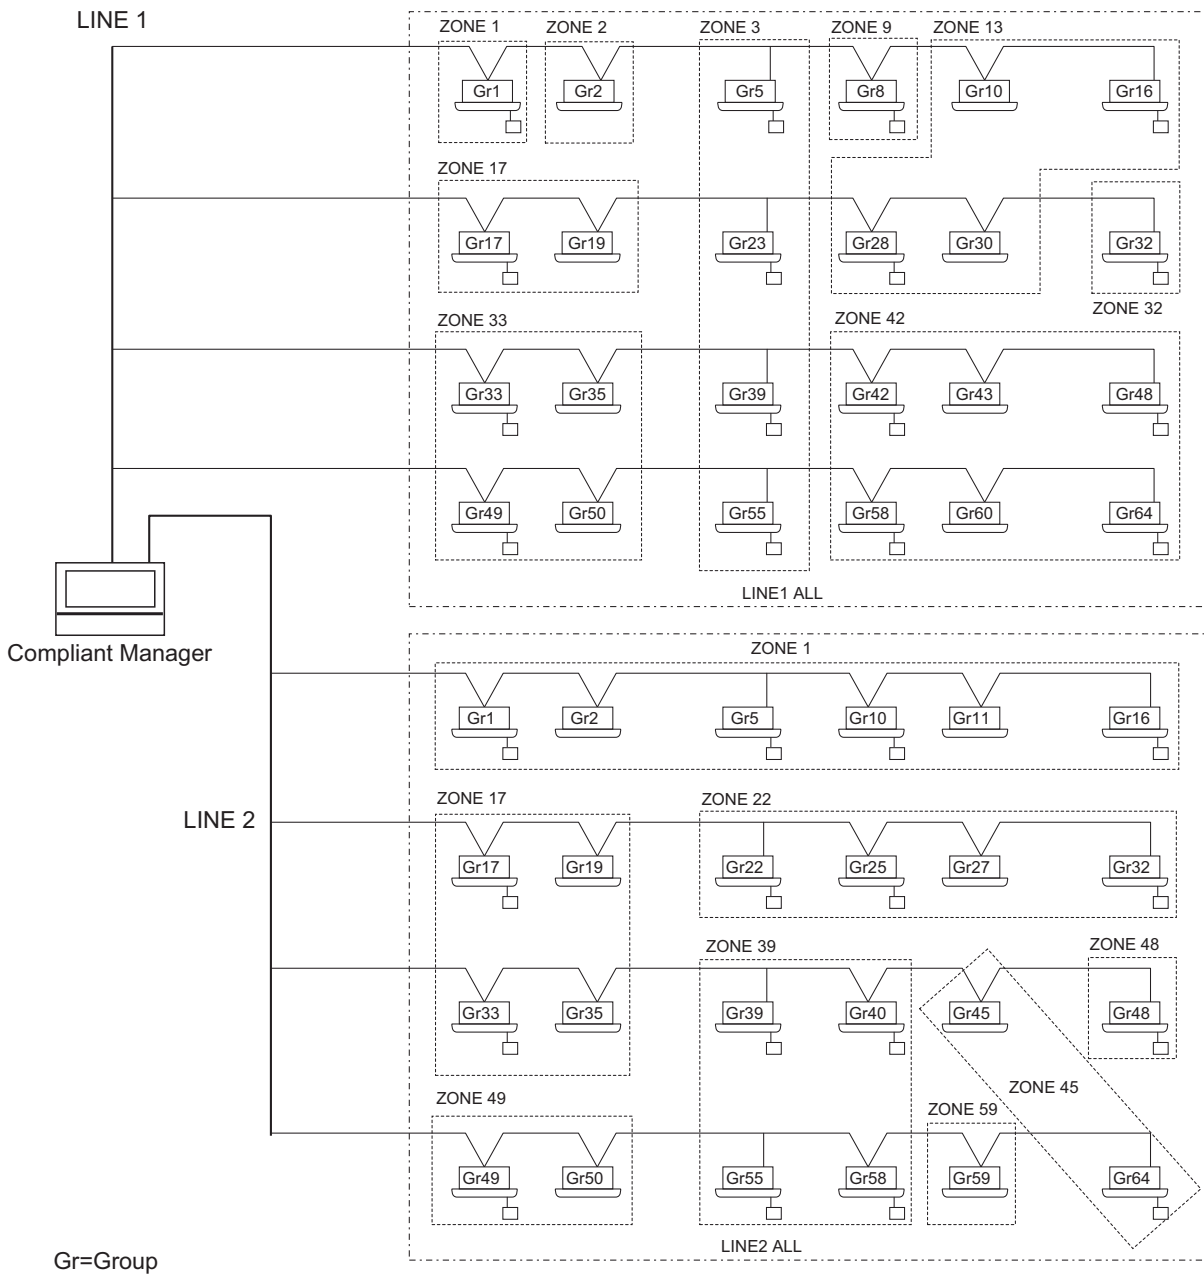 LINE 1
ZONE 1 ZONE 2 ZONE 3 ZONE 9 ZONE 13
Gr1 Gr2 Gr5 Gr8 Gr10 Gr16
ZONE 17
Gr17 Gr19 Gr23 Gr28 Gr30 Gr32
ZONE 32
ZONE 33 ZONE 42
Gr33 Gr35 Gr39 Gr42 Gr43 Gr48
Gr49 Gr50 Gr55 Gr58 Gr60 Gr64
LINE1 ALL
Compliant Manager
ZONE 1
Gr1 Gr2 Gr5 Gr10 Gr11 Gr16
ZONE 17 ZONE 22
LINE 2
Gr17 Gr19 Gr22 Gr25 Gr27 Gr32
ZONE 39 ZONE 48
Gr33 Gr35 Gr39 Gr40 Gr45 Gr48
ZONE 45
ZONE 49 ZONE 59
Gr49 Gr50 Gr55 Gr58 Gr59 Gr64
LINE2 ALL
Gr=Group